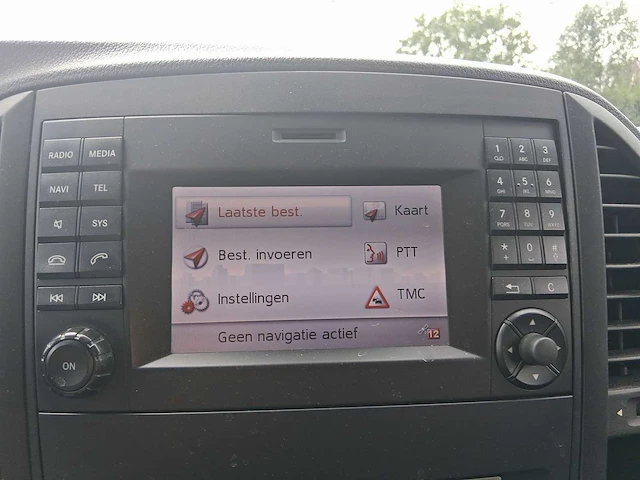 RADIO MEDIA
NAVI TEL
SYS
ON
Laatste best. Kaart
Best. invoeren PTT
Instellingen TMC
Geen navigatie actief 12
1 2 ABC 3 DEF
4 GHI 5 JKL 6 MNO
7 PQRS 8 TUV 9 WXYZ
* + 0 #
C